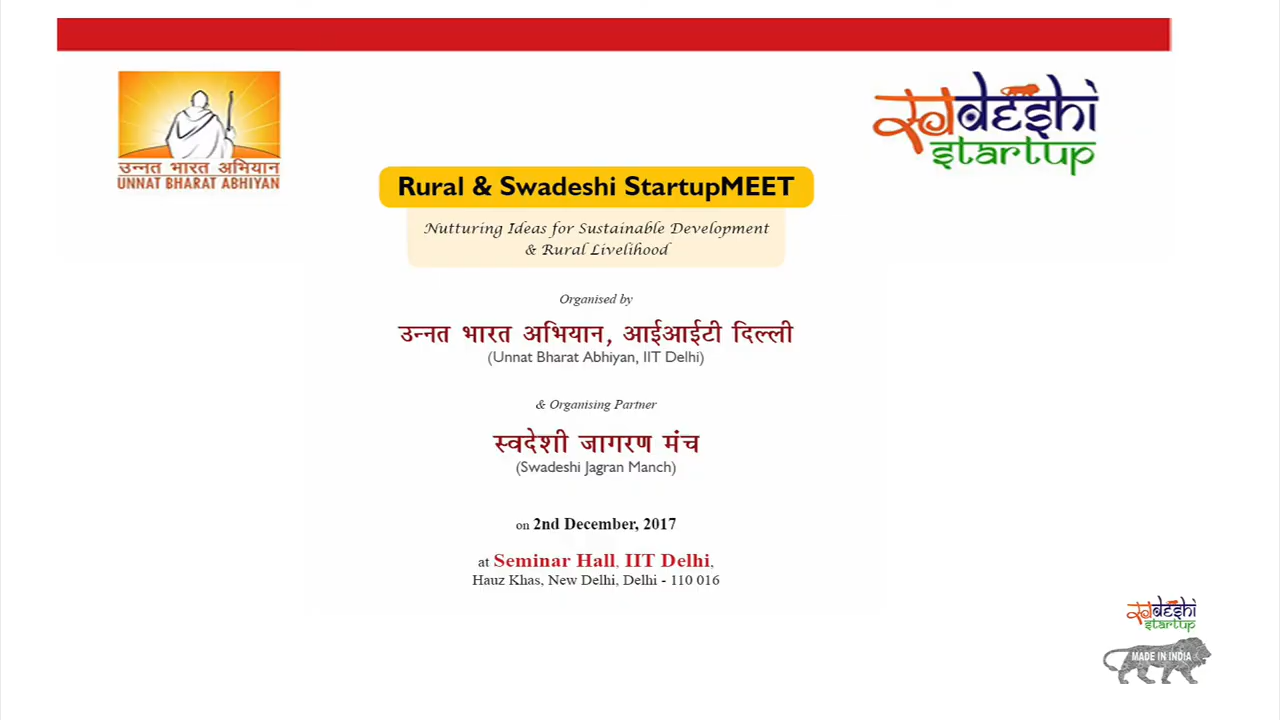 उन्नत भारत अभियान
UNNAT BHARAT ABHIYAN
स्वdeshi
startup
Rural & Swadeshi StartupMEET
Nutturing Ideas for Sustainable Development
& Rural Livelihood
Organised by
उन्नत भारत अभियान, आईआईटी दिल्ली
(Unnat Bharat Abhiyan, IIT Delhi)
& Organising Partner
स्वदेशी जागरण मंच
(Swadeshi Jagran Manch)
on 2nd December, 2017
at Seminar Hall, IIT Delhi,
Hauz Khas, New Delhi, Delhi - 110 016
स्वdeshi
startup
MADE IN INDIA